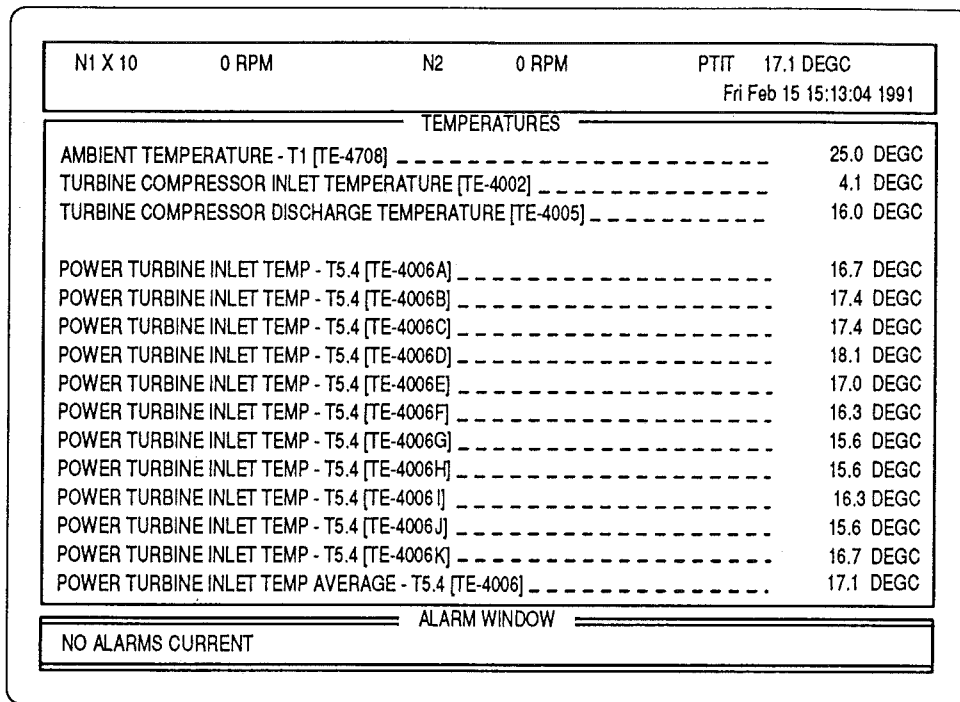 N1 X 10 0 RPM N2 0 RPM PTIT 17.1 DEGC
Fri Feb 15 15:13:04 1991
TEMPERATURES
AMBIENT TEMPERATURE - T1 [TE-4708] 25.0 DEGC
TURBINE COMPRESSOR INLET TEMPERATURE [TE-4002] 4.1 DEGC
TURBINE COMPRESSOR DISCHARGE TEMPERATURE [TE-4005] 16.0 DEGC
POWER TURBINE INLET TEMP - T5.4 [TE-4006A] 16.7 DEGC
POWER TURBINE INLET TEMP - T5.4 [TE-4006B] 17.4 DEGC
POWER TURBINE INLET TEMP - T5.4 [TE-4006C] 17.4 DEGC
POWER TURBINE INLET TEMP - T5.4 [TE-4006D] 18.1 DEGC
POWER TURBINE INLET TEMP - T5.4 [TE-4006E] 17.0 DEGC
POWER TURBINE INLET TEMP - T5.4 [TE-4006F] 16.3 DEGC
POWER TURBINE INLET TEMP - T5.4 [TE-4006G] 15.6 DEGC
POWER TURBINE INLET TEMP - T5.4 [TE-4006H] 15.6 DEGC
POWER TURBINE INLET TEMP - T5.4 [TE-4006 I] 16.3 DEGC
POWER TURBINE INLET TEMP - T5.4 [TE-4006J] 15.6 DEGC
POWER TURBINE INLET TEMP - T5.4 [TE-4006K] 16.7 DEGC
POWER TURBINE INLET TEMP AVERAGE - T5.4 [TE-4006] 17.1 DEGC
ALARM WINDOW
NO ALARMS CURRENT